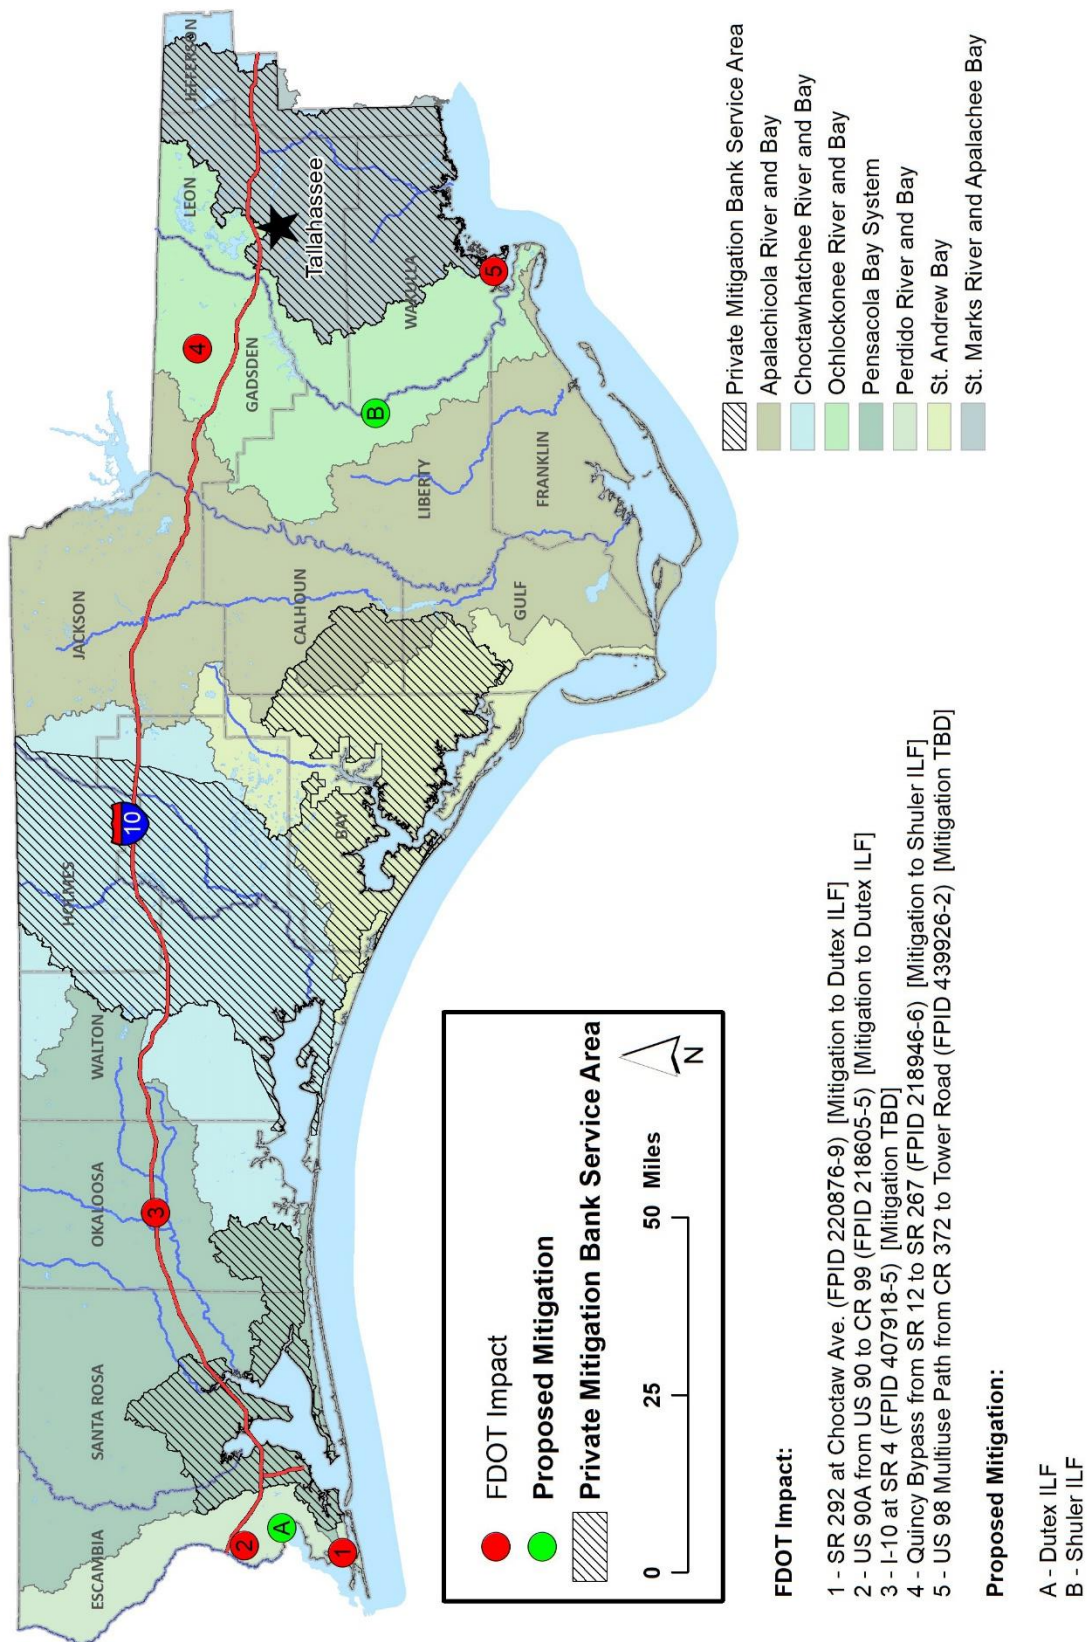 ESCAMBIA
SANTA ROSA
OKALOOSA
WALTON
HOLMES
JACKSON
BAY
CALHOUN
GULF
LIBERTY
FRANKLIN
GADSDEN
LEON
WAKULLA
JEFFERSON
Tallahassee
10
1
2
3
4
5
A
B
FDOT Impact
Proposed Mitigation
Private Mitigation Bank Service Area
0 25 50 Miles
N
Private Mitigation Bank Service Area
Apalachicola River and Bay
Choctawhatchee River and Bay
Ochlockonee River and Bay
Pensacola Bay System
Perdido River and Bay
St. Andrew Bay
St. Marks River and Apalachee Bay
FDOT Impact:
1 - SR 292 at Choctaw Ave. (FPID 220876-9) [Mitigation to Dutex ILF]
2 - US 90A from US 90 to CR 99 (FPID 218605-5) [Mitigation to Dutex ILF]
3 - I-10 at SR 4 (FPID 407918-5) [Mitigation TBD]
4 - Quincy Bypass from SR 12 to SR 267 (FPID 218946-6) [Mitigation to Shuler ILF]
5 - US 98 Multiuse Path from CR 372 to Tower Road (FPID 439926-2) [Mitigation TBD]
Proposed Mitigation:
A - Dutex ILF
B - Shuler ILF